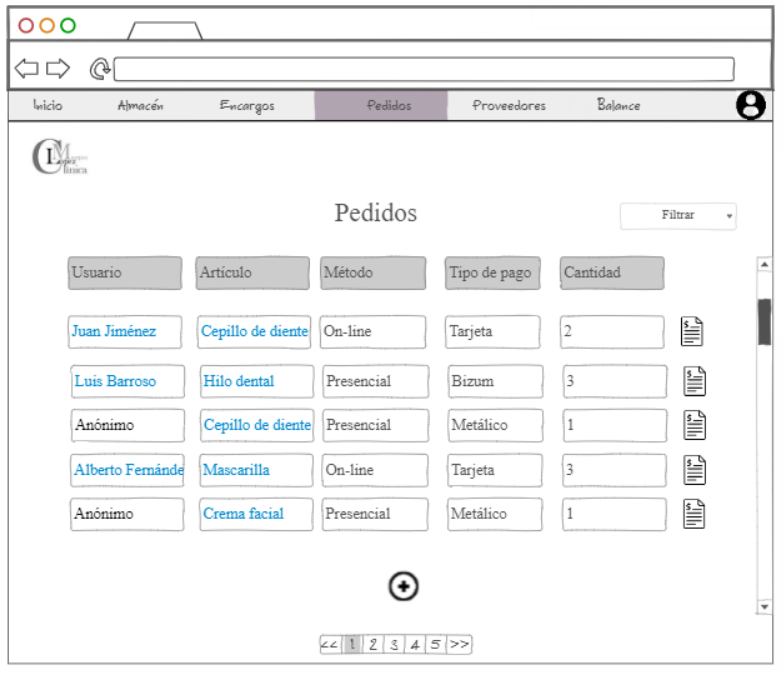 Inicio Almacén Encargos Pedidos Proveedores Balance
CLM
López
Clínica
Pedidos
Filtrar
Usuario Artículo Método Tipo de pago Cantidad
Juan Jiménez Cepillo de diente On-line Tarjeta 2
Luis Barroso Hilo dental Presencial Bizum 3
Anónimo Cepillo de diente Presencial Metálico 1
Alberto Fernánde Mascarilla On-line Tarjeta 3
Anónimo Crema facial Presencial Metálico 1
<< 1 2 3 4 5 >>